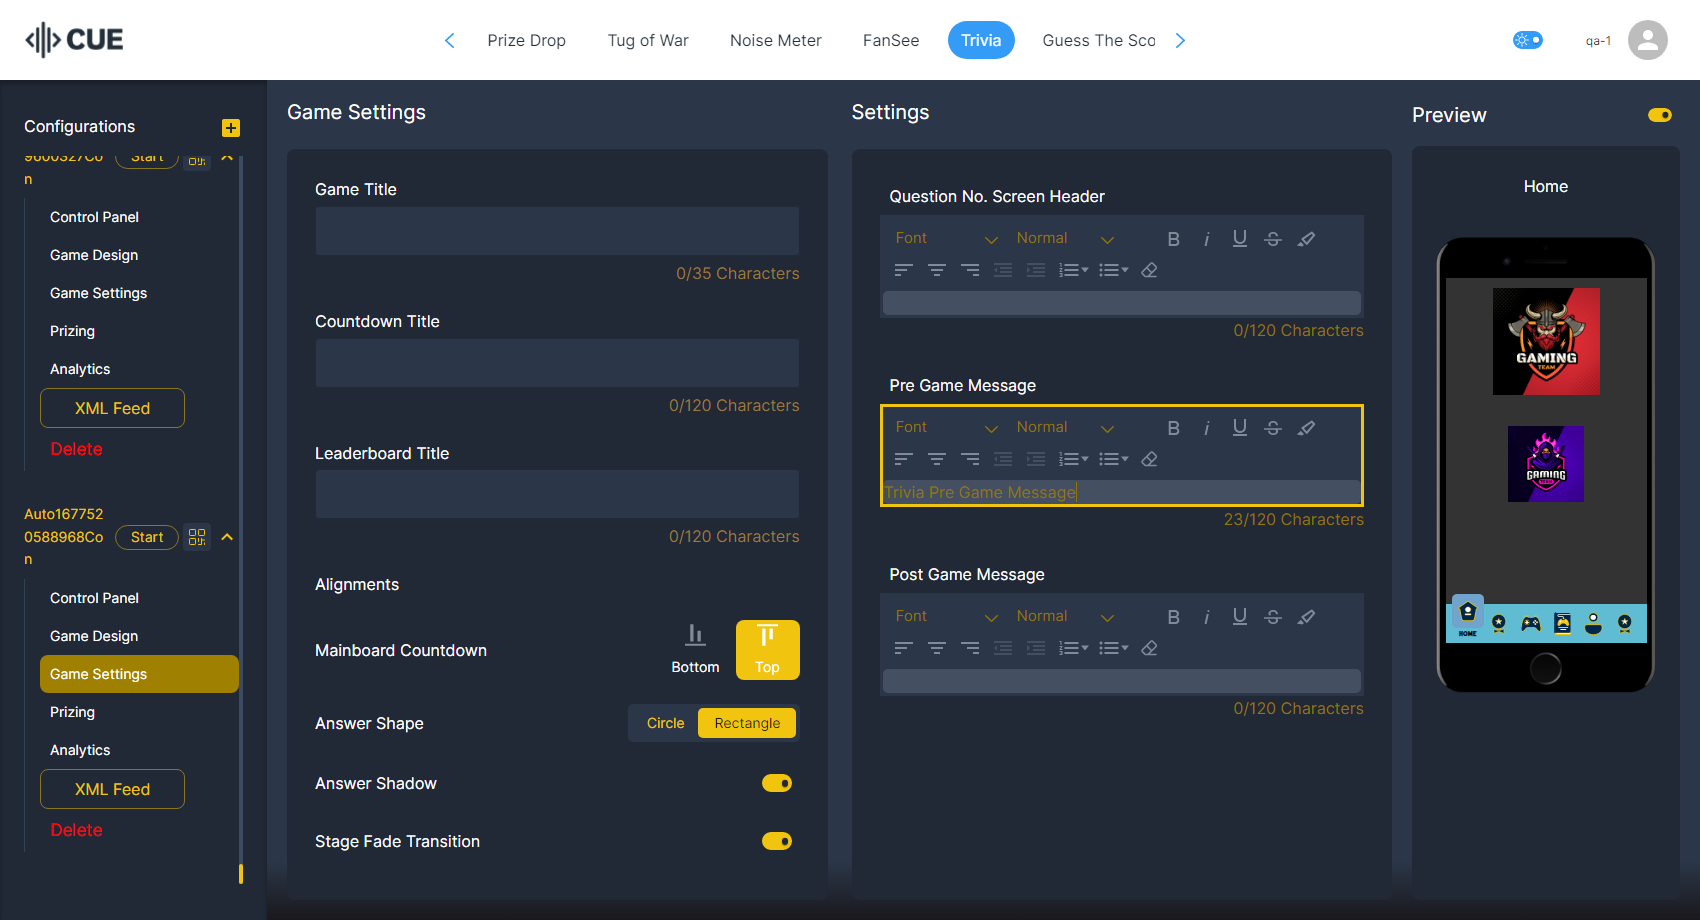 CUE
Prize Drop
Tug of War
Noise Meter
FanSee
Trivia
Guess The Sco
qa-1
Configurations
9600327Co
n
Start
Control Panel
Game Design
Game Settings
Prizing
Analytics
XML Feed
Delete
Auto167752
0588968Co
n
Start
Control Panel
Game Design
Game Settings
Prizing
Analytics
XML Feed
Delete
Game Settings
Game Title
0/35 Characters
Countdown Title
0/120 Characters
Leaderboard Title
0/120 Characters
Alignments
Mainboard Countdown
Bottom
Top
Answer Shape
Circle
Rectangle
Answer Shadow
Stage Fade Transition
Settings
Question No. Screen Header
Font
Normal
B i U S
0/120 Characters
Pre Game Message
Font
Normal
B i U S
Trivia Pre Game Message
23/120 Characters
Post Game Message
Font
Normal
B i U S
0/120 Characters
Preview
Home
GAMING
TEAM
GAMING
TEAM
HOME